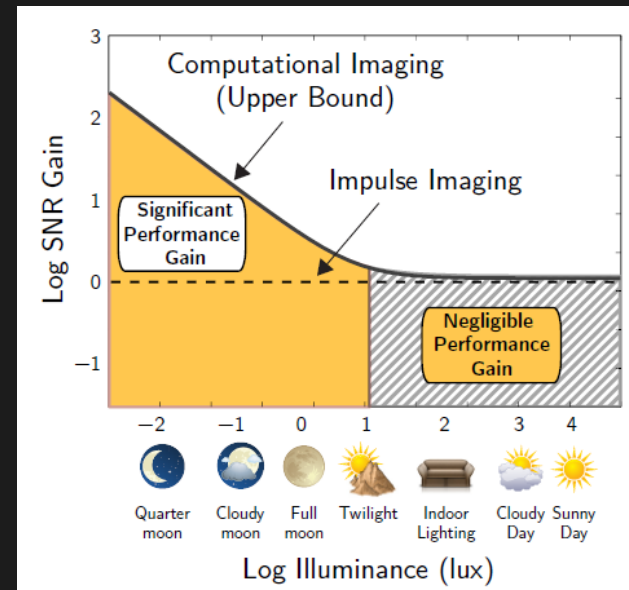 3
Computational Imaging
(Upper Bound)
2
Impulse Imaging
1
Significant
Performance
Gain
Log SNR Gain
0
Negligible
Performance
Gain
−1
−2 −1 0 1 2 3 4
Quarter moon
Cloudy moon
Full moon
Twilight
Indoor Lighting
Cloudy Day
Sunny Day
Log Illuminance (lux)